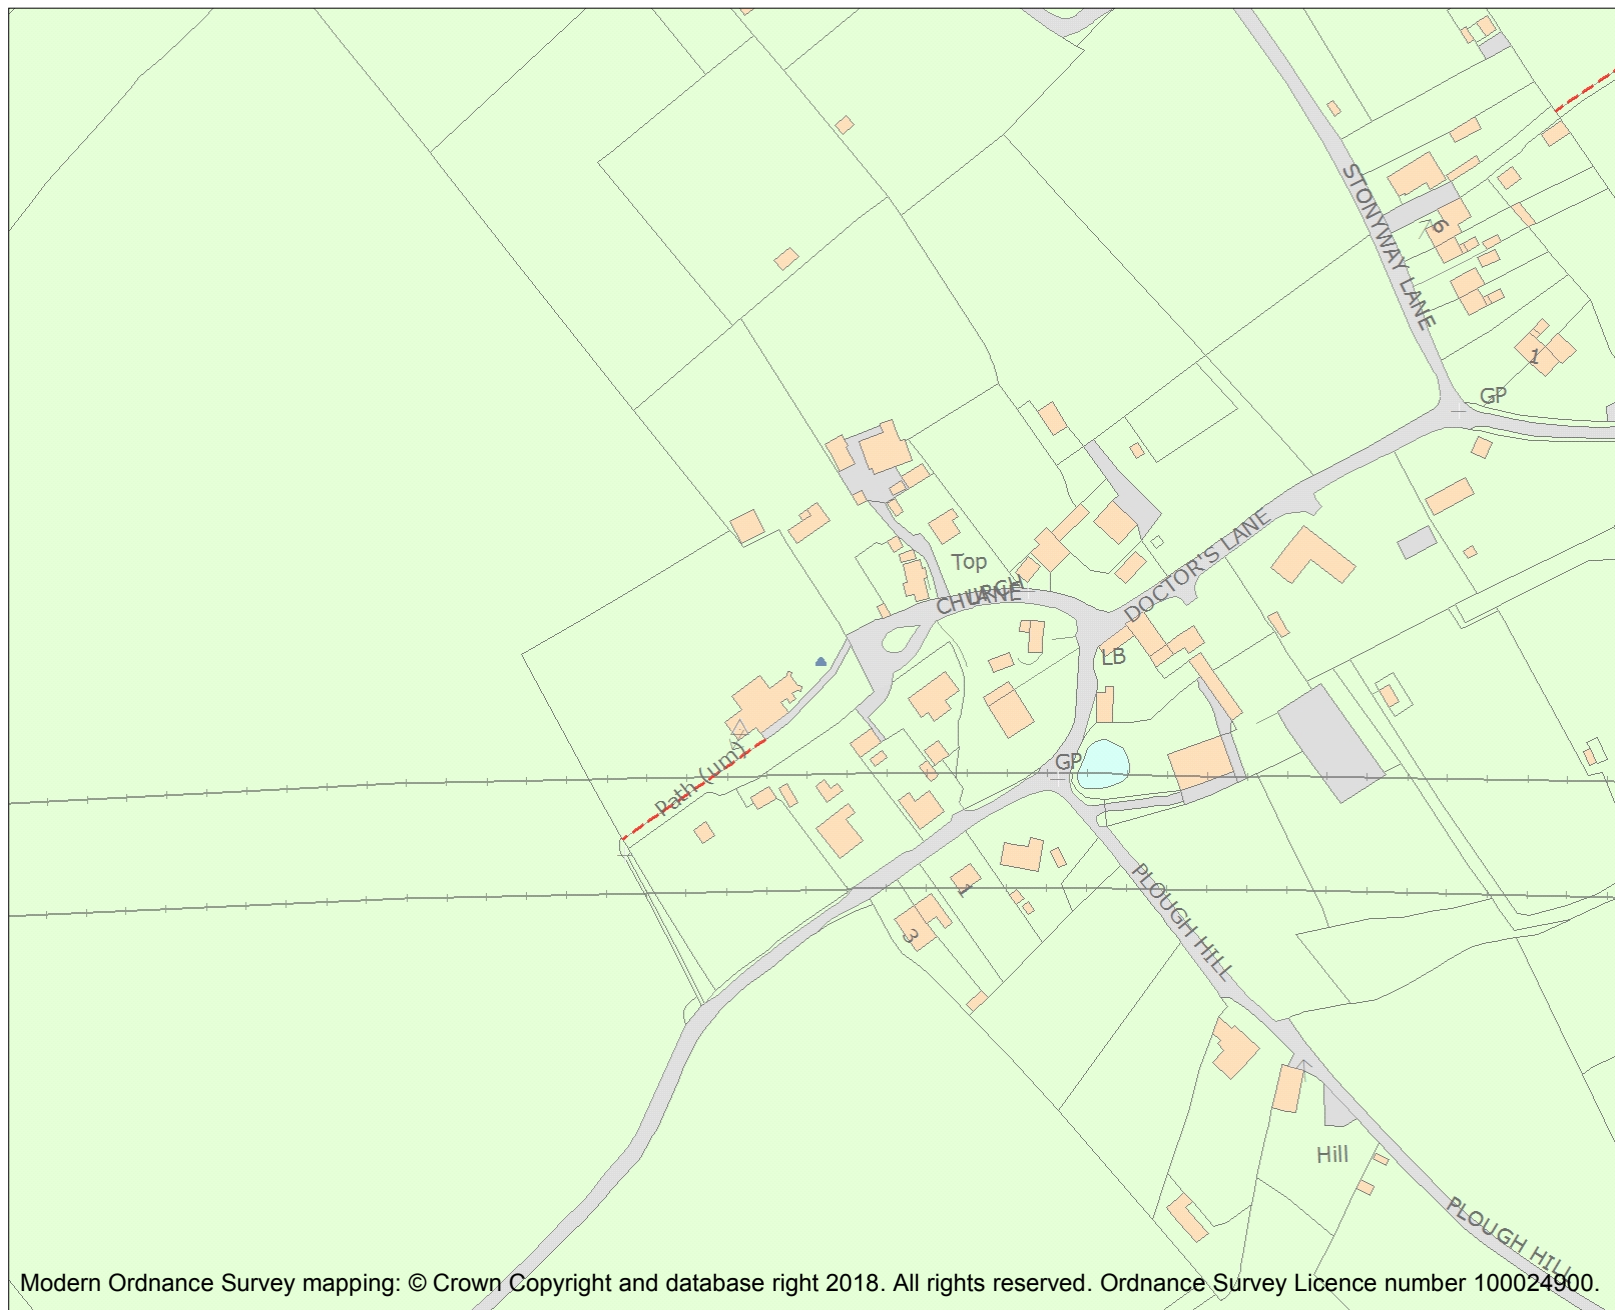 STONYWAY LANE
6
1
GP
Top
CHURCH
LANE
DOCTOR'S LANE
LB
GP
Path (um)
1
3
PLOUGH HILL
Hill
PLOUGH HILL
Modern Ordnance Survey mapping: © Crown Copyright and database right 2018. All rights reserved. Ordnance Survey Licence number 100024900.